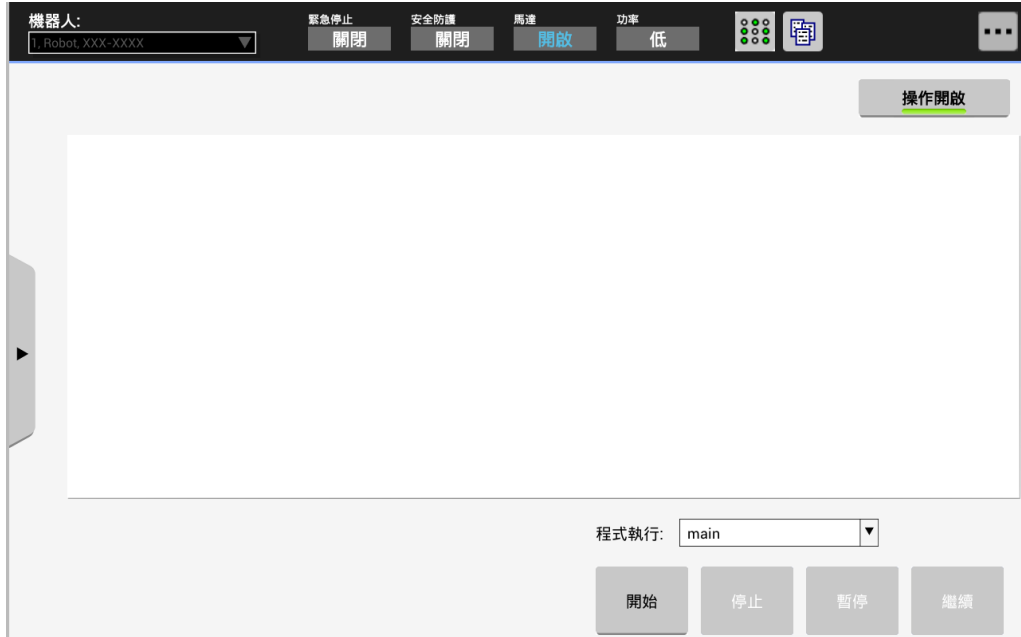 機器人:
1, Robot, XXX-XXXX
緊急停止
關閉
安全防護
關閉
馬達
開啟
功率
低
操作開啟
程式執行: main
開始 停止 暫停 繼續